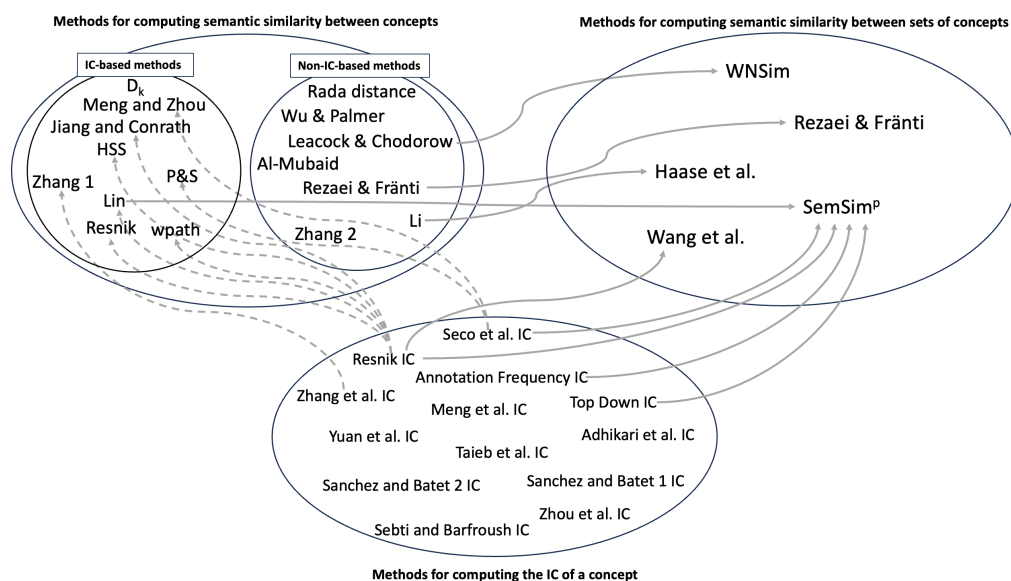 Methods for computing semantic similarity between concepts
Methods for computing semantic similarity between sets of concepts
IC-based methods
Non-IC-based methods
Dk
Meng and Zhou
Jiang and Conrath
HSS
P&S
Zhang 1
Lin
Resnik
wpath
Rada distance
Wu & Palmer
Leacock & Chodorow
Al-Mubaid
Rezaei & Fränti
Li
Zhang 2
WNSim
Rezaei & Fränti
Haase et al.
SemSimᵖ
Wang et al.
Seco et al. IC
Resnik IC
Annotation Frequency IC
Zhang et al. IC
Meng et al. IC
Top Down IC
Yuan et al. IC
Adhikari et al. IC
Taieb et al. IC
Sanchez and Batet 2 IC
Sanchez and Batet 1 IC
Zhou et al. IC
Sebti and Barfroush IC
Methods for computing the IC of a concept